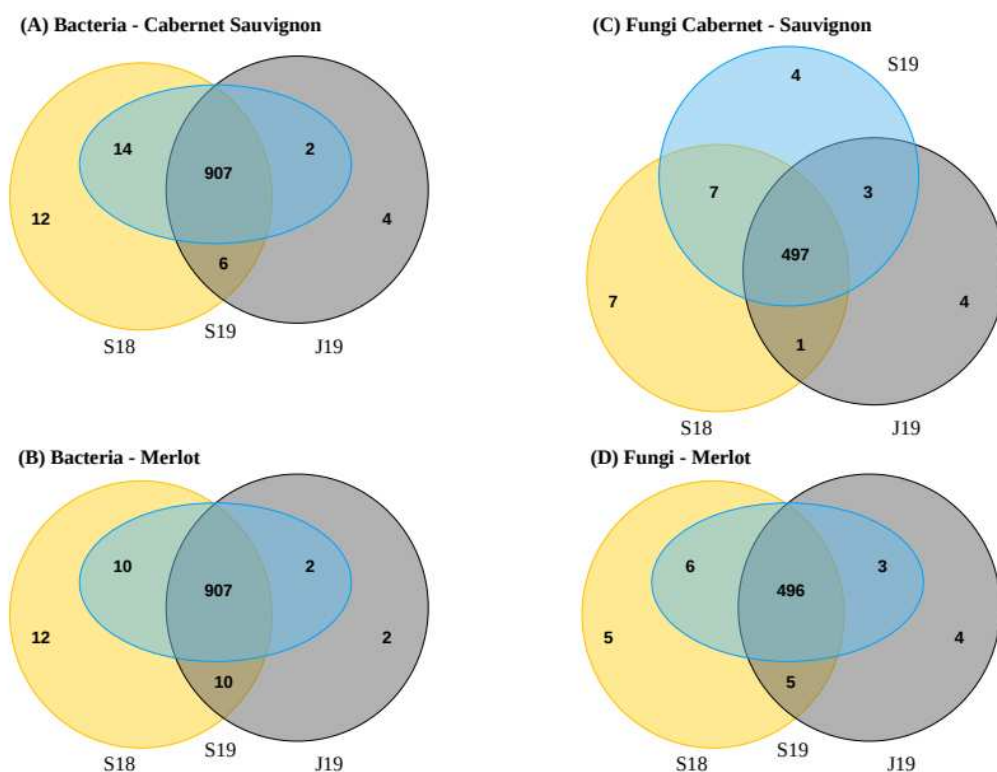 (A) Bacteria - Cabernet Sauvignon
14
2
907
12
4
6
S19
S18
J19
(C) Fungi Cabernet - Sauvignon
4
S19
7
3
497
7
4
1
S18
J19
(B) Bacteria - Merlot
10
2
907
12
2
10
S19
S18
J19
(D) Fungi - Merlot
6
3
496
5
4
5
S19
S18
J19